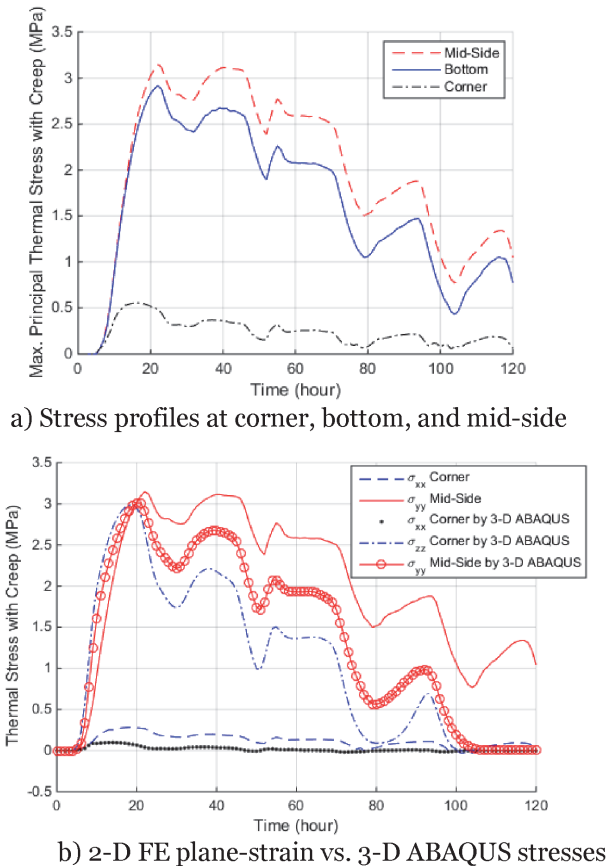 Max. Principal Thermal Stress with Creep (MPa)
3.5
3
2.5
2
1.5
1
0.5
0
0 20 40 60 80 100 120
Time (hour)
Mid-Side
Bottom
Corner
a) Stress profiles at corner, bottom, and mid-side
Thermal Stress with Creep (MPa)
3.5
3
2.5
2
1.5
1
0.5
0
-0.5
0 20 40 60 80 100 120
Time (hour)
σxx Corner
σyy Mid-Side
σxx Corner by 3-D ABAQUS
σzz Corner by 3-D ABAQUS
σyy Mid-Side by 3-D ABAQUS
b) 2-D FE plane-strain vs. 3-D ABAQUS stresses